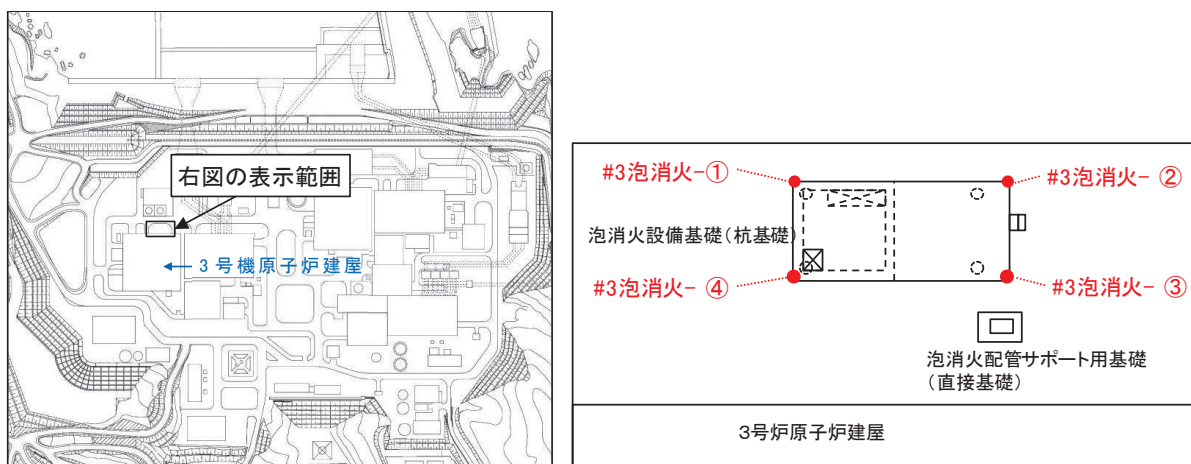 右図の表示範囲
3号機原子炉建屋
#3泡消火-①
#3泡消火- ②
泡消火設備基礎(杭基礎)
#3泡消火- ④
#3泡消火- ③
泡消火配管サポート用基礎
(直接基礎)
3号炉原子炉建屋